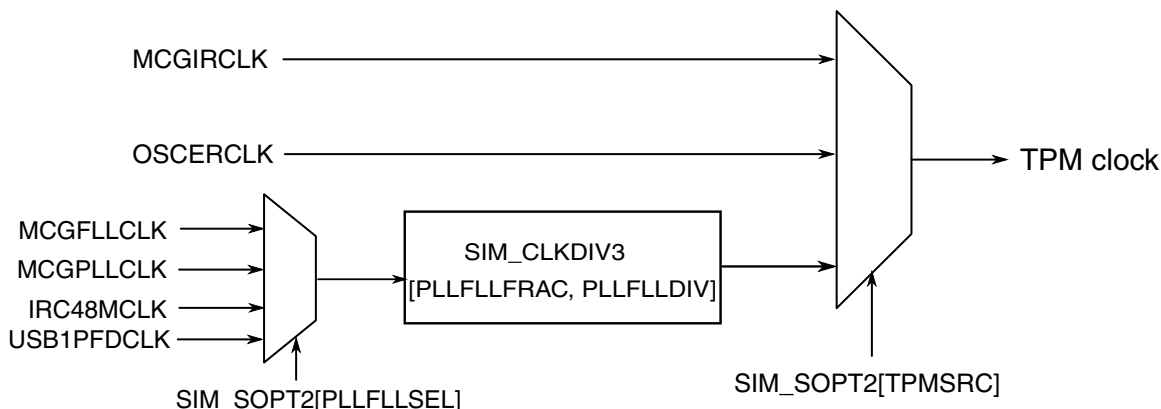 MCGIRCLK
OSCERCLK
TPM clock
MCGFLLCLK
MCGPLLCLK
IRC48MCLK
USB1PFDCLK
SIM_CLKDIV3
[PLLFLLFRAC, PLLFLLDIV]
SIM_SOPT2[PLLFLLSEL]
SIM_SOPT2[TPMSRC]